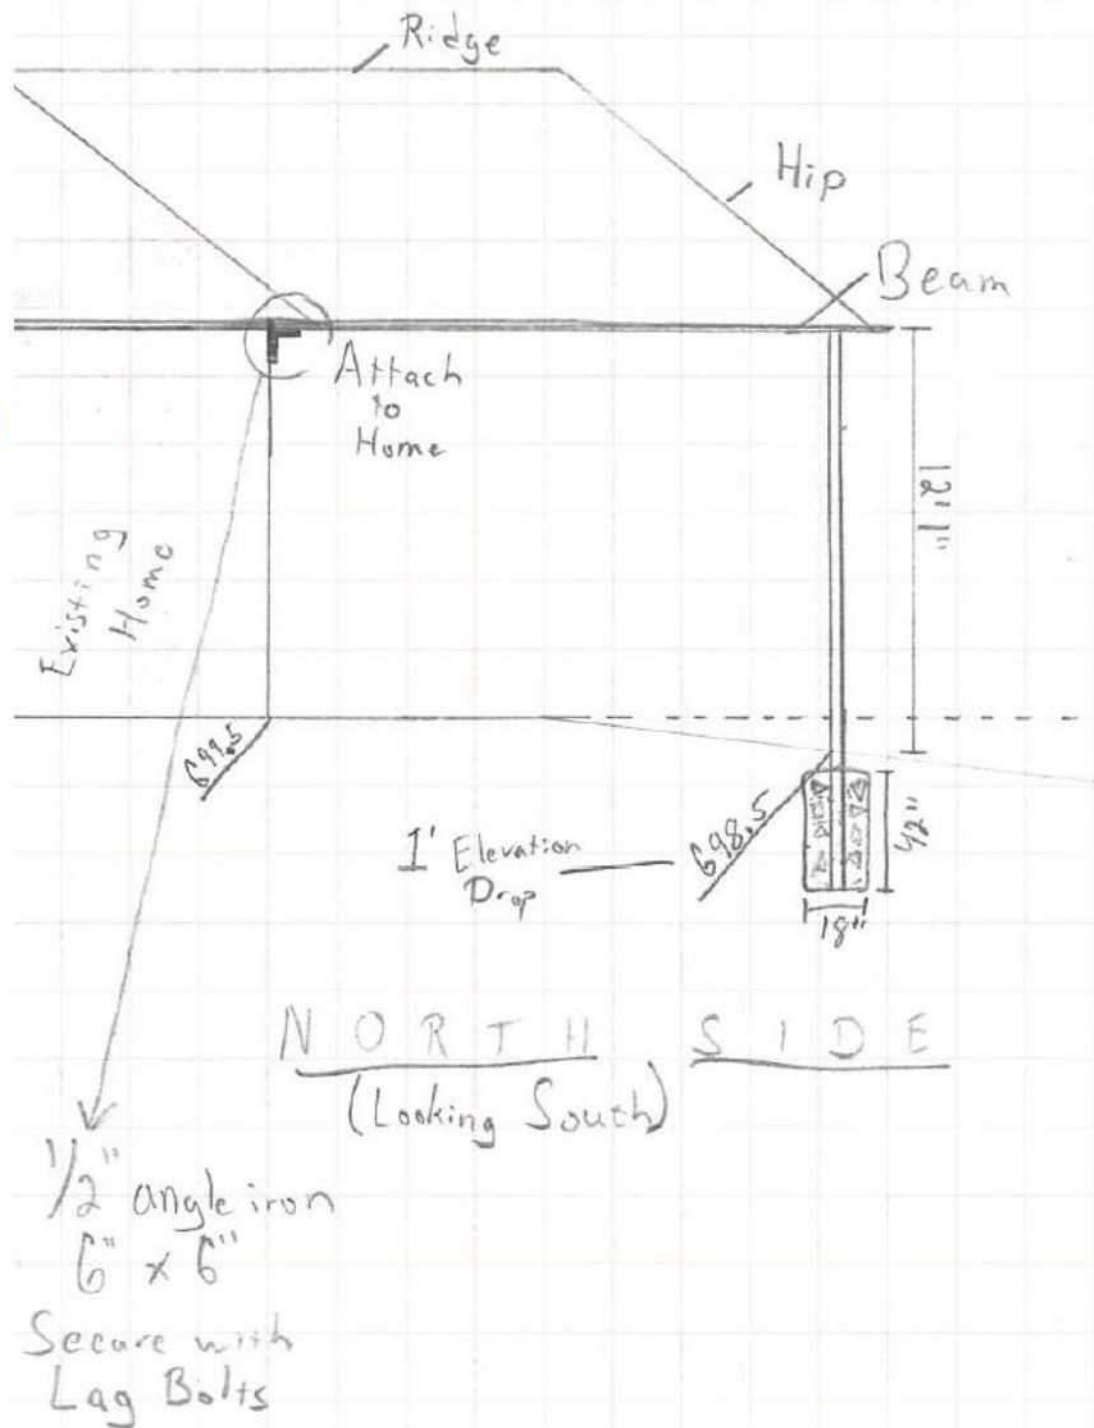 Ridge
Hip
Beam
Attach
to
Home
12'1"
Existing
Home
699.5
1' Elevation
Drop
698.5
42"
18"
NORTH SIDE
(Looking South)
1/2" angle iron
6" x 6"
Secure with
Lag Bolts